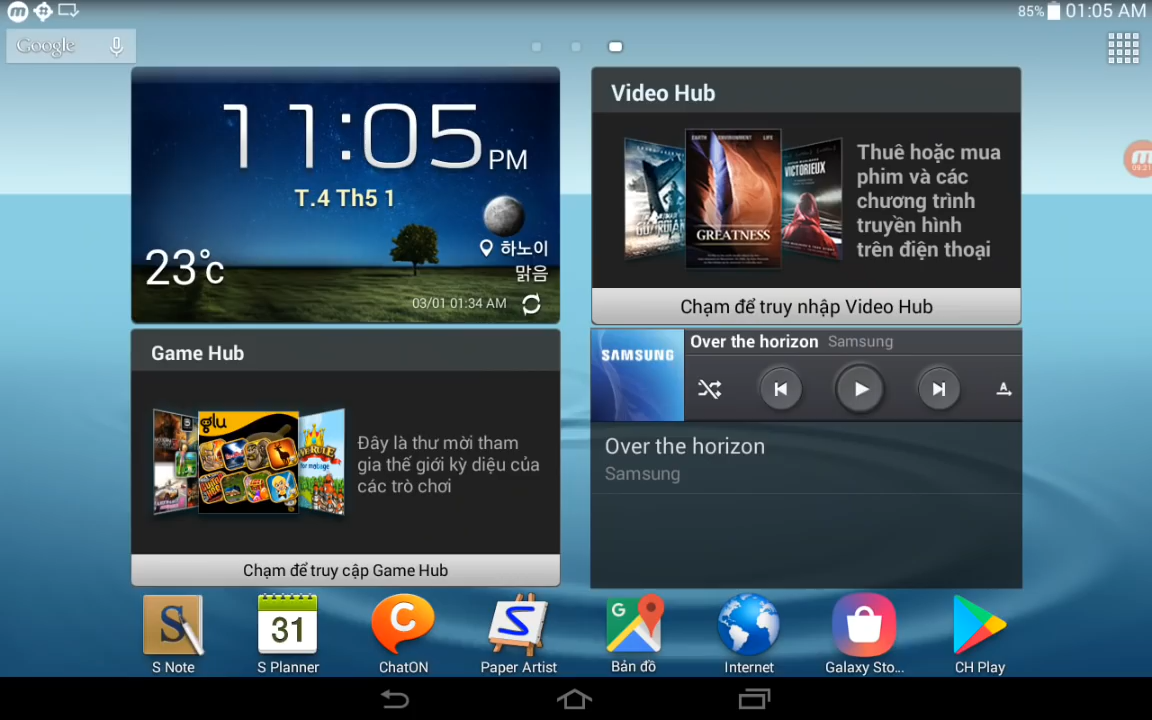 85% 01:05 AM
Google
11:05 PM
T.4 Th5 1
23°c
하노이
맑음
03/01 01:34 AM
Video Hub
EARTH ENVIRONMENT LIFE
GUARDIAN
GREATNESS
VICTORIEUX
Thuê hoặc mua
phim và các
chương trình
truyền hình
trên điện thoại
Chạm để truy nhập Video Hub
Game Hub
glu
Đây là thư mời tham
gia thế giới kỳ diệu của
các trò chơi
Chạm để truy cập Game Hub
SAMSUNG
Over the horizon Samsung
A
Over the horizon
Samsung
S
31
C
S
G
S Note
S Planner
ChatON
Paper Artist
Bản đồ
Internet
Galaxy Sto...
CH Play